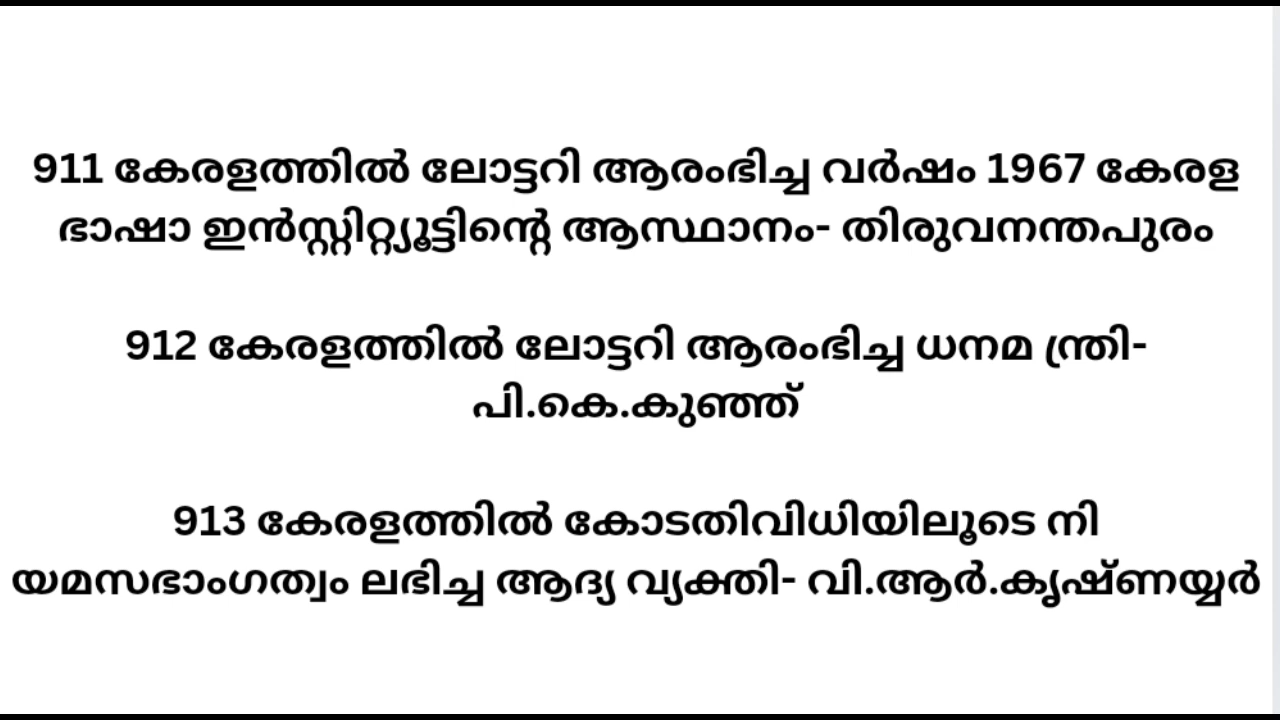 911 കേരളത്തിൽ ലോട്ടറി ആരംഭിച്ച വർഷം 1967 കേരള
ഭാഷാ ഇൻസ്റ്റിറ്റ്യൂട്ടിന്റെ ആസ്ഥാനം- തിരുവനന്തപുരം
912 കേരളത്തിൽ ലോട്ടറി ആരംഭിച്ച ധനമ ന്ത്രി-
പി.കെ.കുഞ്ഞ്
913 കേരളത്തിൽ കോടതിവിധിയിലൂടെ നി
യമസഭാംഗത്വം ലഭിച്ച ആദ്യ വ്യക്തി- വി.ആർ.കൃഷ്ണയ്യർ